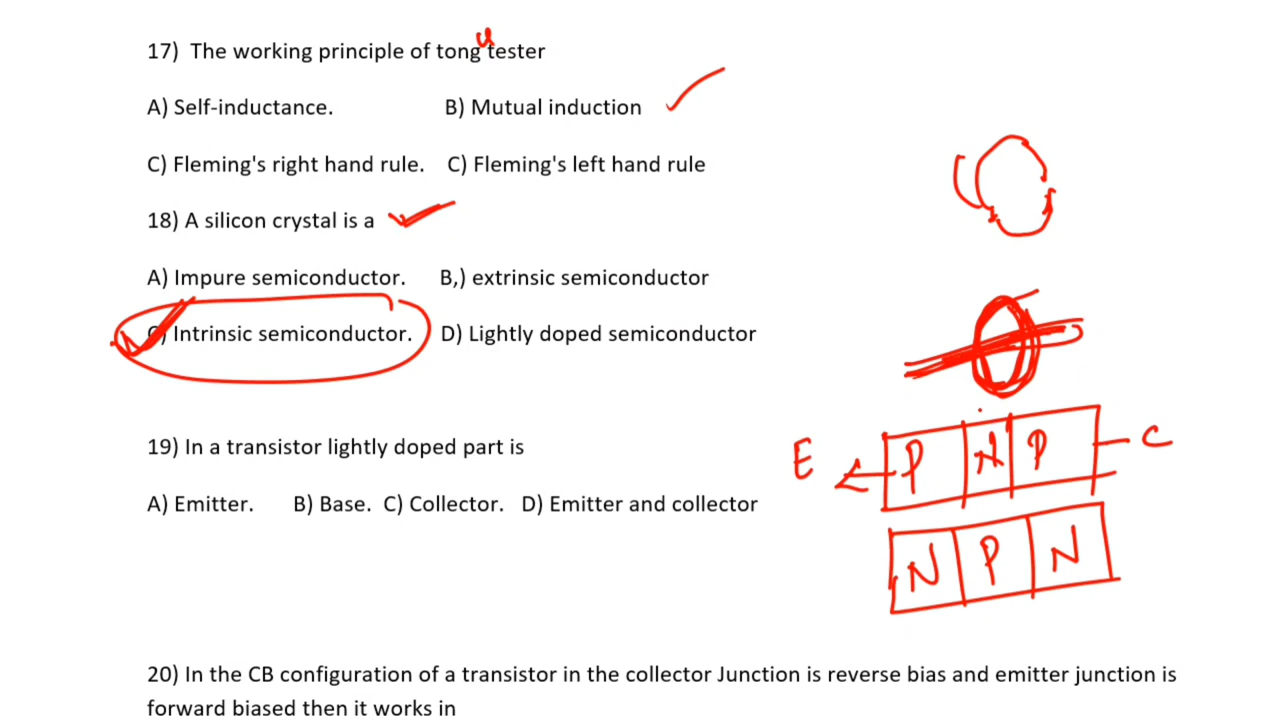 17) The working principle of tong tester
A) Self-inductance. B) Mutual induction
C) Fleming's right hand rule. C) Fleming's left hand rule
18) A silicon crystal is a
A) Impure semiconductor. B,) extrinsic semiconductor
C) Intrinsic semiconductor. D) Lightly doped semiconductor
19) In a transistor lightly doped part is
A) Emitter. B) Base. C) Collector. D) Emitter and collector
E P N P C
N P N
20) In the CB configuration of a transistor in the collector Junction is reverse bias and emitter junction is
forward biased then it works in